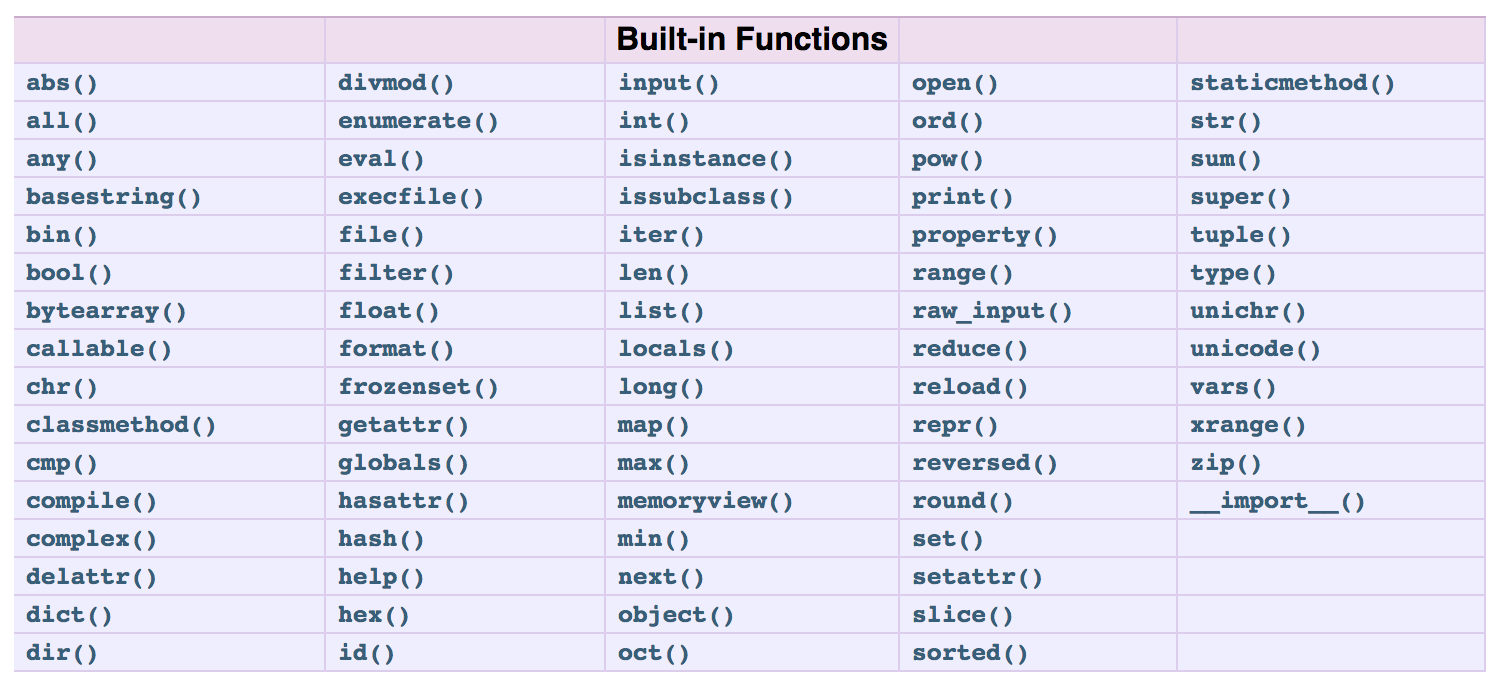 Built-in Functions
abs() divmod() input() open() staticmethod()
all() enumerate() int() ord() str()
any() eval() isinstance() pow() sum()
basestring() execfile() issubclass() print() super()
bin() file() iter() property() tuple()
bool() filter() len() range() type()
bytearray() float() list() raw_input() unichr()
callable() format() locals() reduce() unicode()
chr() frozenset() long() reload() vars()
classmethod() getattr() map() repr() xrange()
cmp() globals() max() reversed() zip()
compile() hasattr() memoryview() round() __import__()
complex() hash() min() set()
delattr() help() next() setattr()
dict() hex() object() slice()
dir() id() oct() sorted()